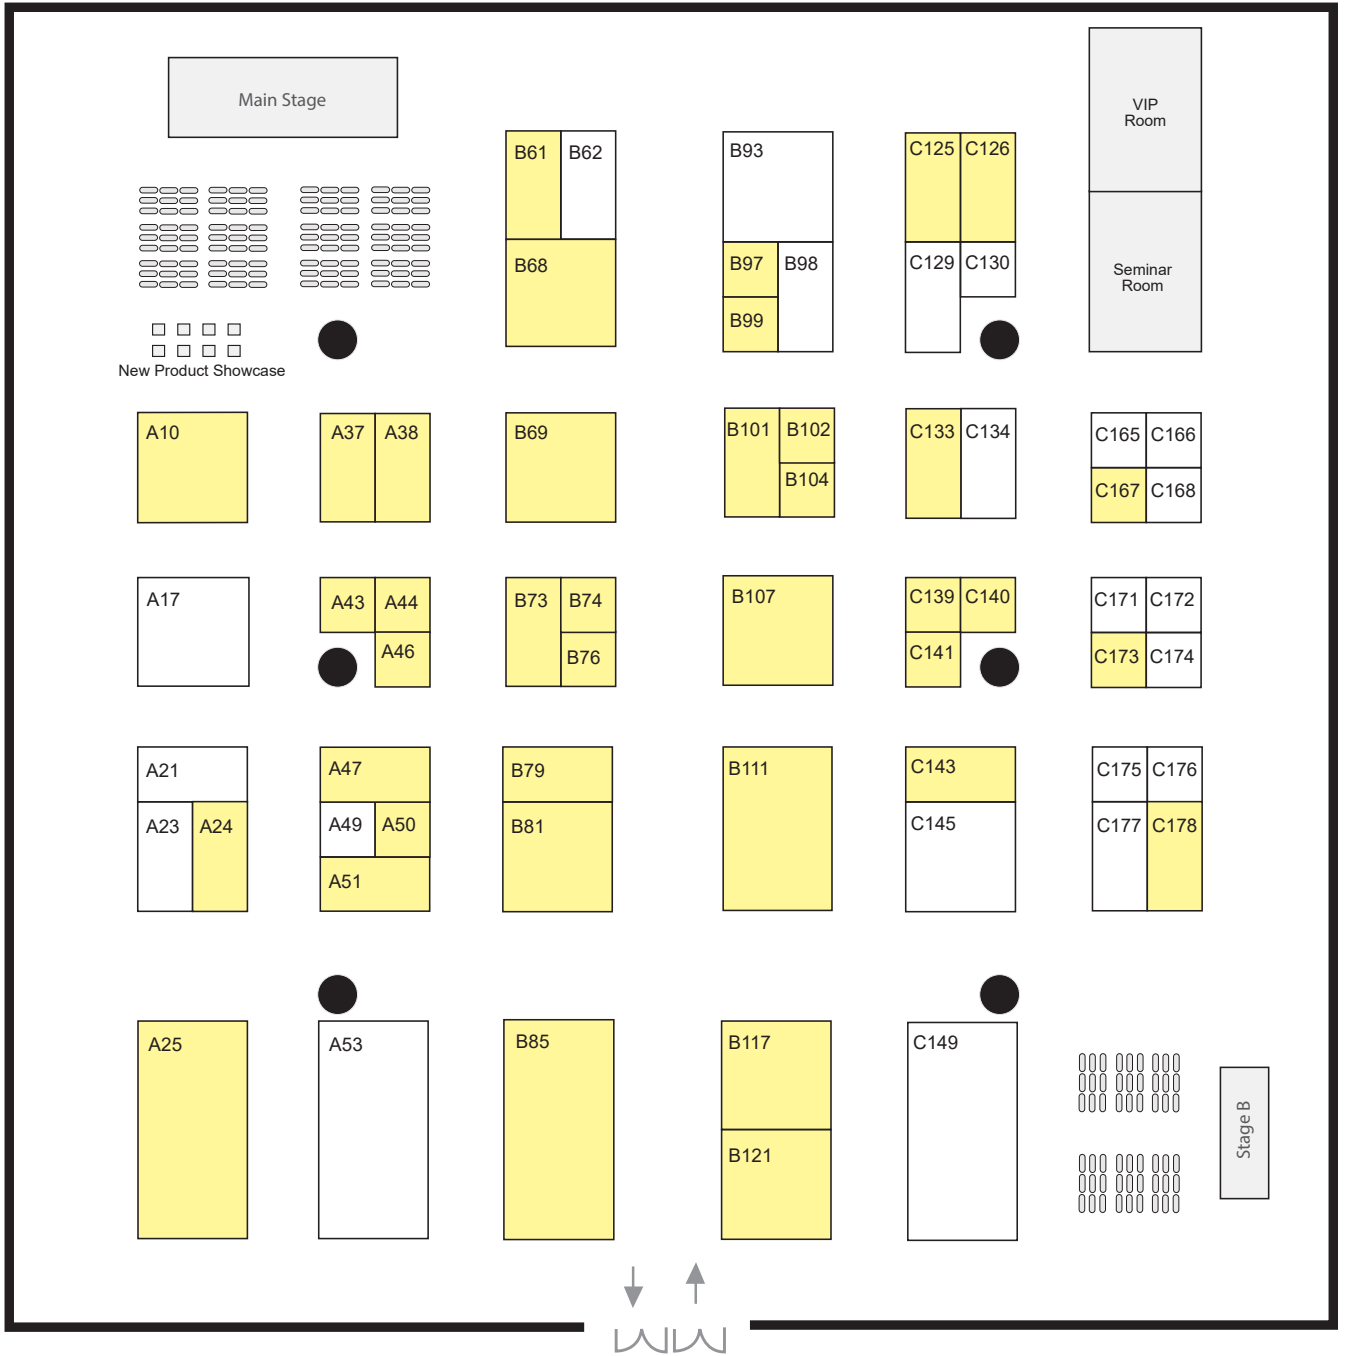 Main Stage
VIP
Room
B61 B62
B93
C125 C126
B68
B97 B98
C129 C130
Seminar
Room
B99
New Product Showcase
A10
A37 A38
B69
B101 B102
C133 C134
C165 C166
B104
C167 C168
A17
A43 A44
B73 B74
B107
C139 C140
C171 C172
A46
B76
C141
C173 C174
A21
A47
B79
B111
C143
C175 C176
A23 A24
A49 A50
B81
C145
C177 C178
A51
A25
A53
B85
B117
C149
Stage B
B121